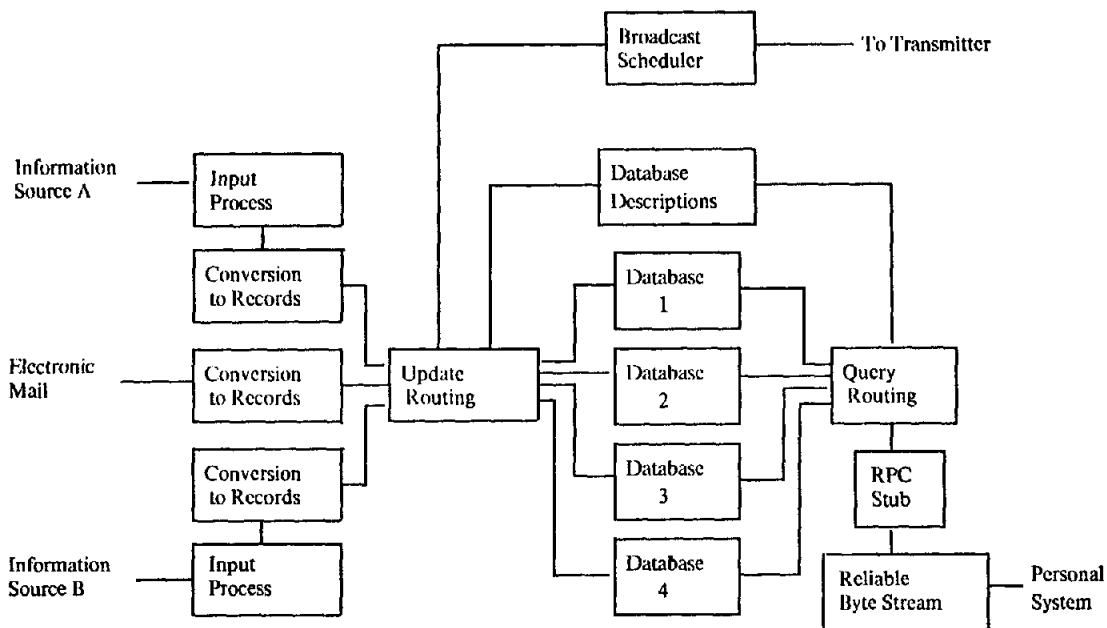 Broadcast
Scheduler
To Transmitter
Information
Source A
Input
Process
Database
Descriptions
Conversion
to Records
Database
1
Electronic
Mail
Conversion
to Records
Update
Routing
Database
2
Query
Routing
Conversion
to Records
Database
3
RPC
Stub
Information
Source B
Input
Process
Database
4
Reliable
Byte Stream
Personal
System